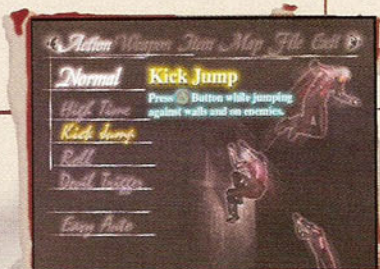 Action Weapon Item Map File Call
Normal
Kick Jump
Press Button while jumping
against walls and on enemies.
High Time
Kick Jump
Roll
Devil Trigger
Easy Auto